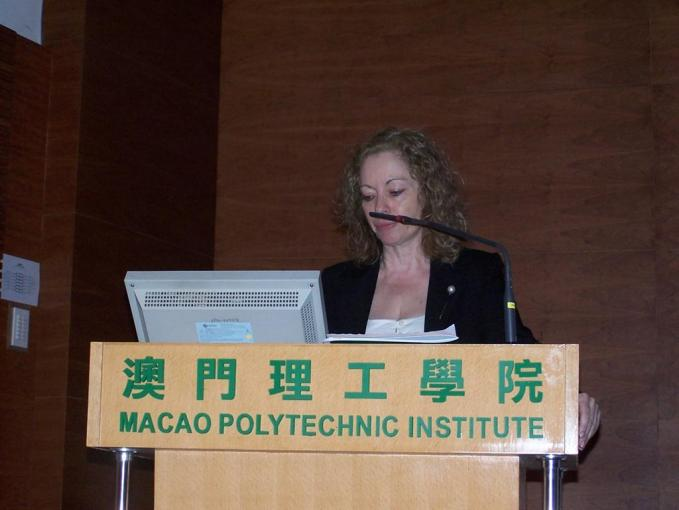 澳門理工學院
MACAO POLYTECHNIC INSTITUTE